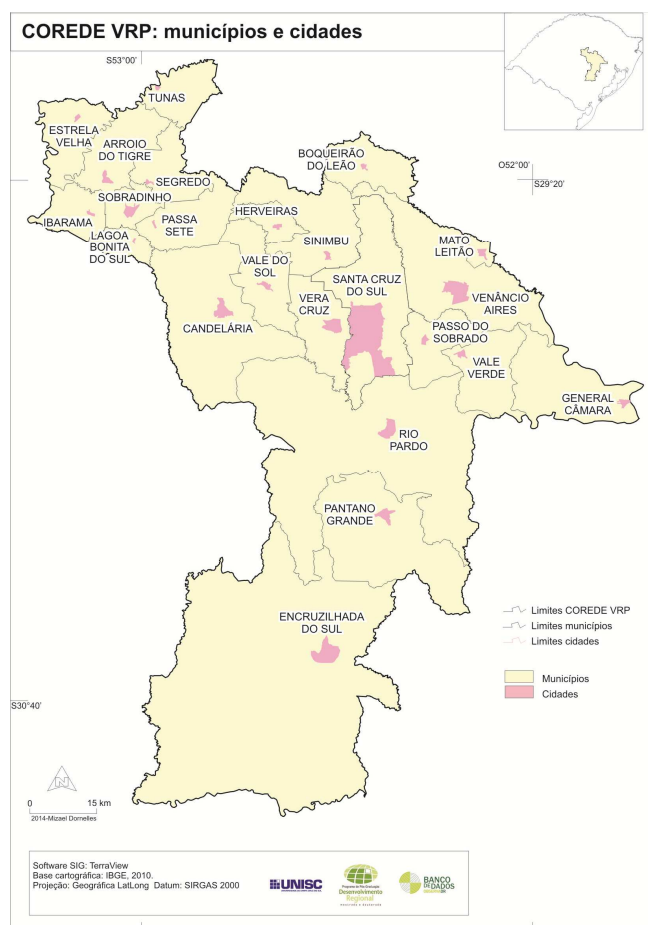 COREDE VRP: municípios e cidades
S53°00'
TUNAS
ESTRELA
VELHA
ARROIO
DO TIGRE
BOQUEIRÃO
DO LEÃO
O52°00'
S29°20'
SEGREDO
SOBRADINHO
IBARAMA
PASSA
SETE
LAGOA
BONITA
DO SUL
HERVEIRAS
SINIMBU
MATO
LEITÃO
VALE DO
SOL
SANTA CRUZ
DO SUL
VERA
CRUZ
VENÂNCIO
AIRES
CANDELÁRIA
PASSO DO
SOBRADO
VALE
VERDE
GENERAL
CÂMARA
RIO
PARDO
PANTANO
GRANDE
ENCRUZILHADA
DO SUL
Limites COREDE VRP
Limites municípios
Limites cidades
Municípios
Cidades
S30°40'
N
0 15 km
2014-Mizael Dornelles
Software SIG: TerraView
Base cartográfica: IBGE, 2010.
Projeção: Geográfica LatLong Datum: SIRGAS 2000
UNISC
Programa de Pós-Graduação
Desenvolvimento
Regional
BANCO
DE DADOS